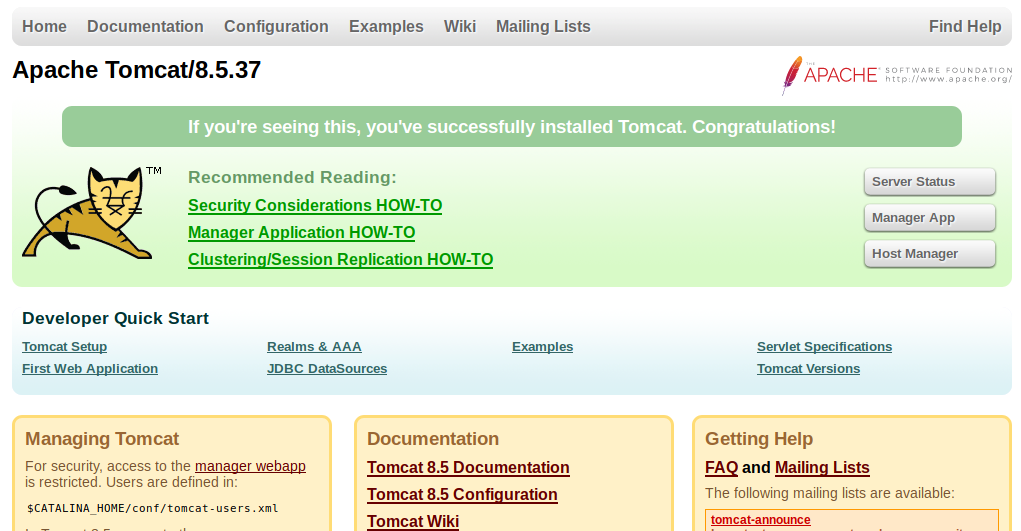 Home Documentation Configuration Examples Wiki Mailing Lists Find Help
Apache Tomcat/8.5.37
THE APACHE SOFTWARE FOUNDATION
http://www.apache.org/
If you're seeing this, you've successfully installed Tomcat. Congratulations!
TM
Recommended Reading:
Security Considerations HOW-TO
Manager Application HOW-TO
Clustering/Session Replication HOW-TO
Server Status
Manager App
Host Manager
Developer Quick Start
Tomcat Setup
First Web Application
Realms & AAA
JDBC DataSources
Examples
Servlet Specifications
Tomcat Versions
Managing Tomcat
For security, access to the manager webapp
is restricted. Users are defined in:
$CATALINA_HOME/conf/tomcat-users.xml
Documentation
Tomcat 8.5 Documentation
Tomcat 8.5 Configuration
Tomcat Wiki
Getting Help
FAQ and Mailing Lists
The following mailing lists are available:
tomcat-announce